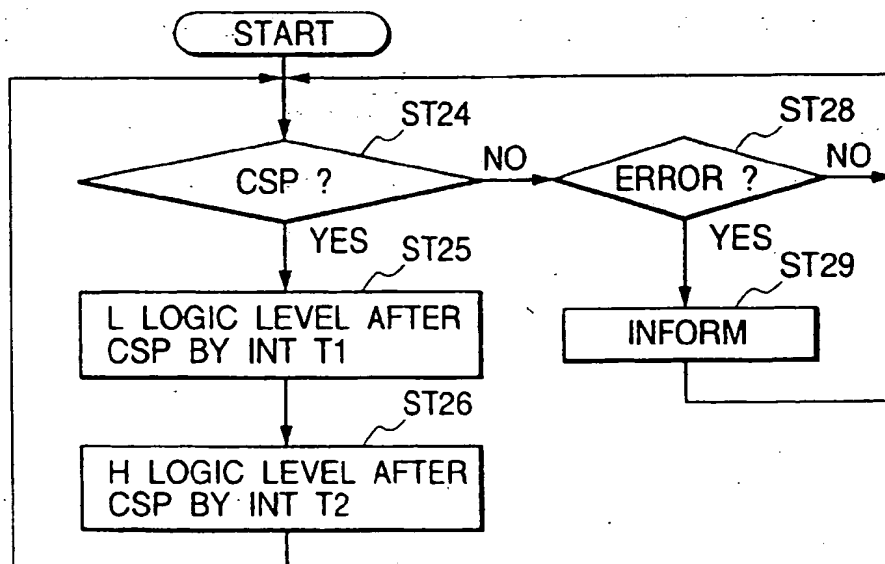 START
ST24
CSP ?
NO
ST28
ERROR ?
NO
YES
ST25
L LOGIC LEVEL AFTER
CSP BY INT T1
YES
ST29
INFORM
ST26
H LOGIC LEVEL AFTER
CSP BY INT T2